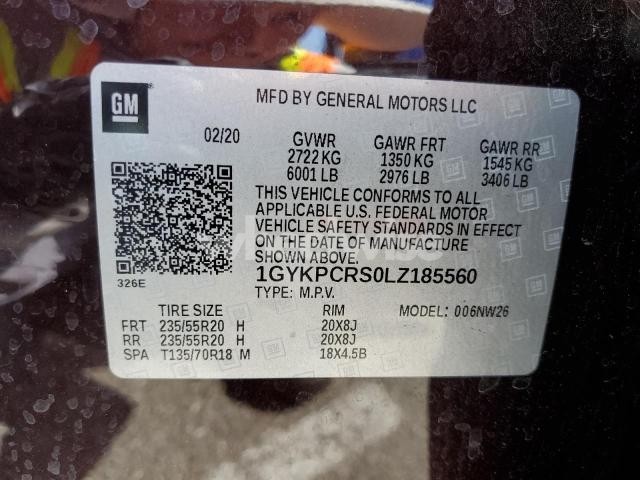 GM
MFD BY GENERAL MOTORS LLC
02/20
GVWR GAWR FRT GAWR RR
2722 KG 1350 KG 1545 KG
6001 LB 2976 LB 3406 LB
THIS VEHICLE CONFORMS TO ALL
APPLICABLE U.S. FEDERAL MOTOR
VEHICLE SAFETY STANDARDS IN EFFECT
ON THE DATE OF MANUFACTURE
SHOWN ABOVE.
1GYKPCRS0LZ185560
326E
TYPE: M.P.V.
TIRE SIZE RIM MODEL: 006NW26
FRT 235/55R20 H 20X8J
RR 235/55R20 H 20X8J
SPA T135/70R18 M 18X4.5B